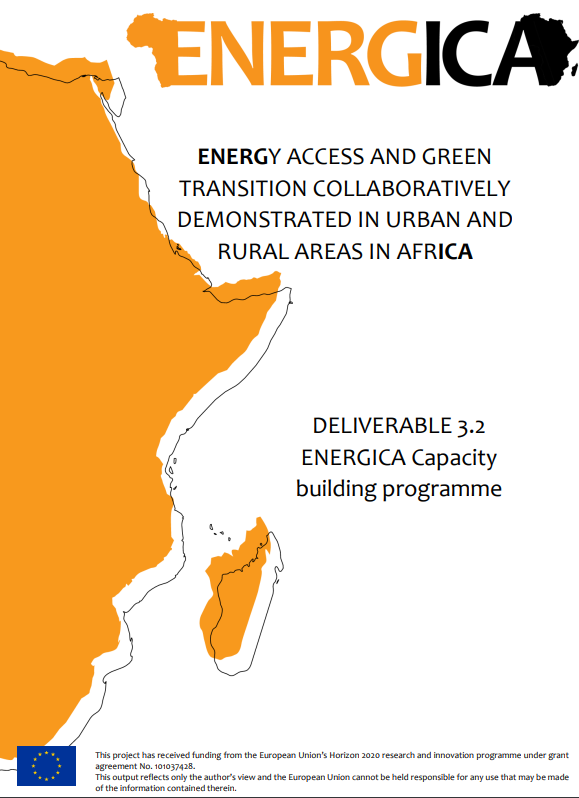 ENERGICA
ENERGY ACCESS AND GREEN
TRANSITION COLLABORATIVELY
DEMONSTRATED IN URBAN AND
RURAL AREAS IN AFRICA
DELIVERABLE 3.2
ENERGICA Capacity
building programme
This project has received funding from the European Union's Horizon 2020 research and innovation programme under grant
agreement No. 101037428.
This output reflects only the author's view and the European Union cannot be held responsible for any use that may be made
of the information contained therein.